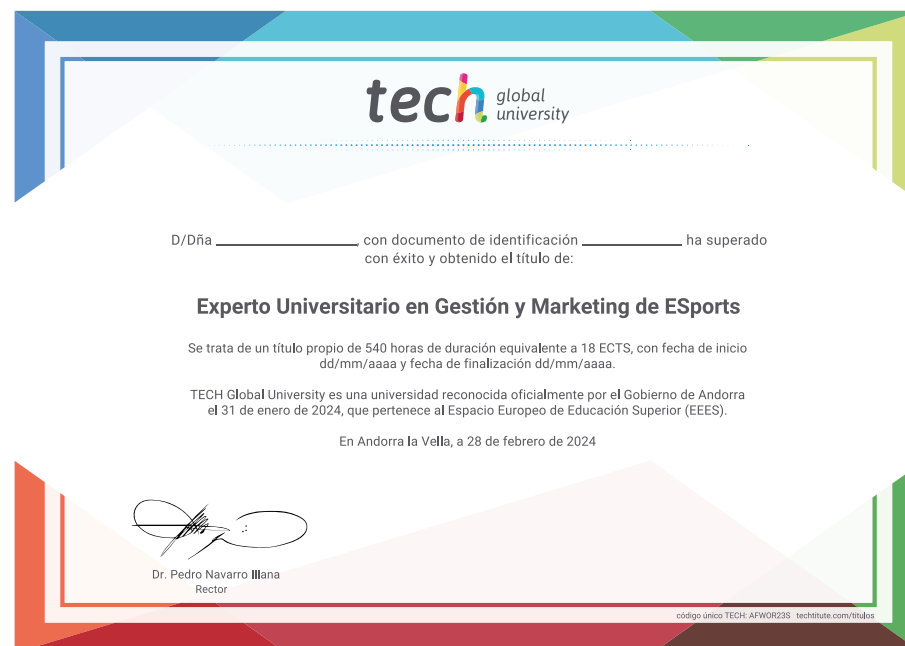 tech global
university
D/Dña ______________, con documento de identificación __________ ha superado
con éxito y obtenido el título de:
Experto Universitario en Gestión y Marketing de ESports
Se trata de un título propio de 540 horas de duración equivalente a 18 ECTS, con fecha de inicio
dd/mm/aaaa y fecha de finalización dd/mm/aaaa.
TECH Global University es una universidad reconocida oficialmente por el Gobierno de Andorra
el 31 de enero de 2024, que pertenece al Espacio Europeo de Educación Superior (EEES).
En Andorra la Vella, a 28 de febrero de 2024
Dr. Pedro Navarro Illana
Rector
código único TECH: AFWOR23S techtitute.com/titulos